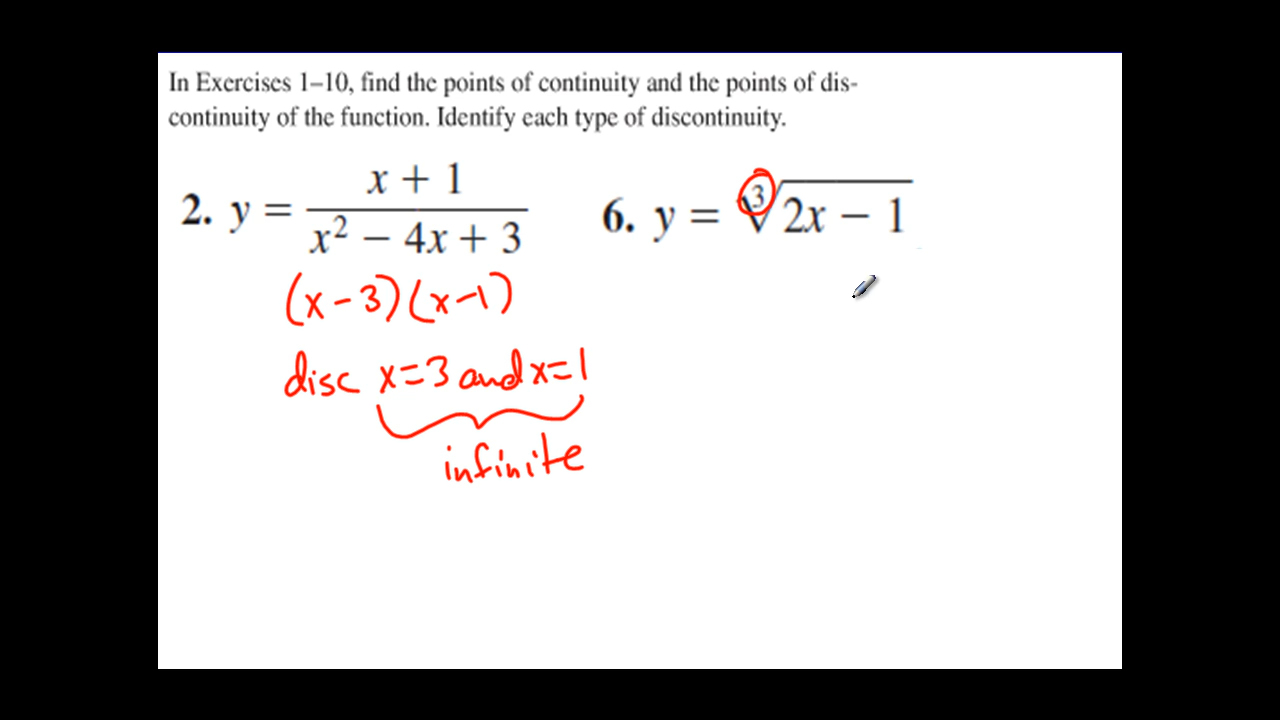 In Exercises 1–10, find the points of continuity and the points of dis-
continuity of the function. Identify each type of discontinuity.
2. y = (x + 1)/(x² − 4x + 3)
(x-3)(x-1)
disc x=3 and x=1
infinite
6. y = ∛(2x − 1)